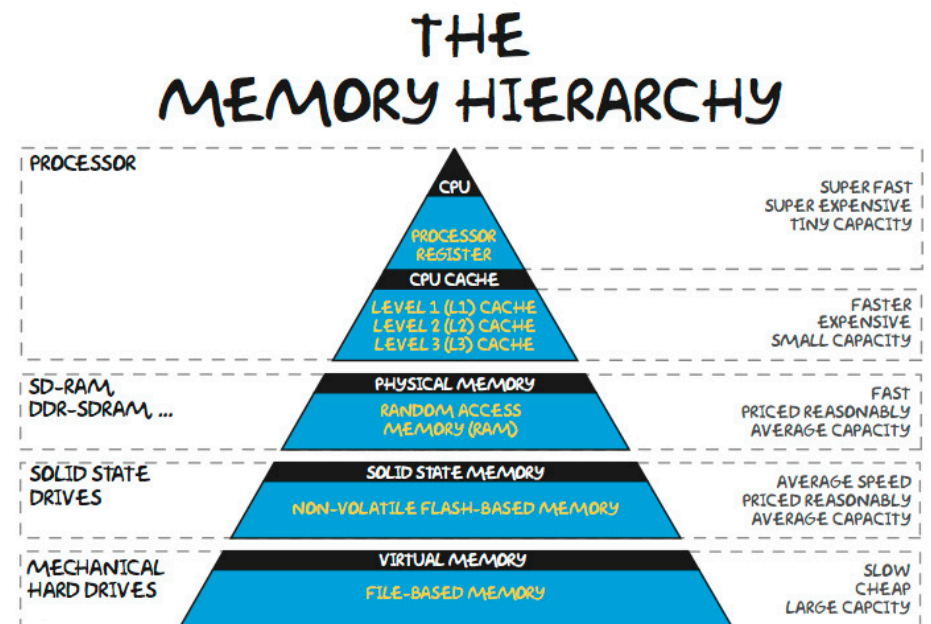 THE
MEMORY HIERARCHY
PROCESSOR
CPU
PROCESSOR
REGISTER
SUPER FAST
SUPER EXPENSIVE
TINY CAPACITY
CPU CACHE
LEVEL 1 (L1) CACHE
LEVEL 2 (L2) CACHE
LEVEL 3 (L3) CACHE
FASTER
EXPENSIVE
SMALL CAPACITY
SD-RAM,
DDR-SDRAM, ...
PHYSICAL MEMORY
RANDOM ACCESS
MEMORY (RAM)
FAST
PRICED REASONABLY
AVERAGE CAPACITY
SOLID STATE
DRIVES
SOLID STATE MEMORY
NON-VOLATILE FLASH-BASED MEMORY
AVERAGE SPEED
PRICED REASONABLY
AVERAGE CAPACITY
MECHANICAL
HARD DRIVES
VIRTUAL MEMORY
FILE-BASED MEMORY
SLOW
CHEAP
LARGE CAPCITY